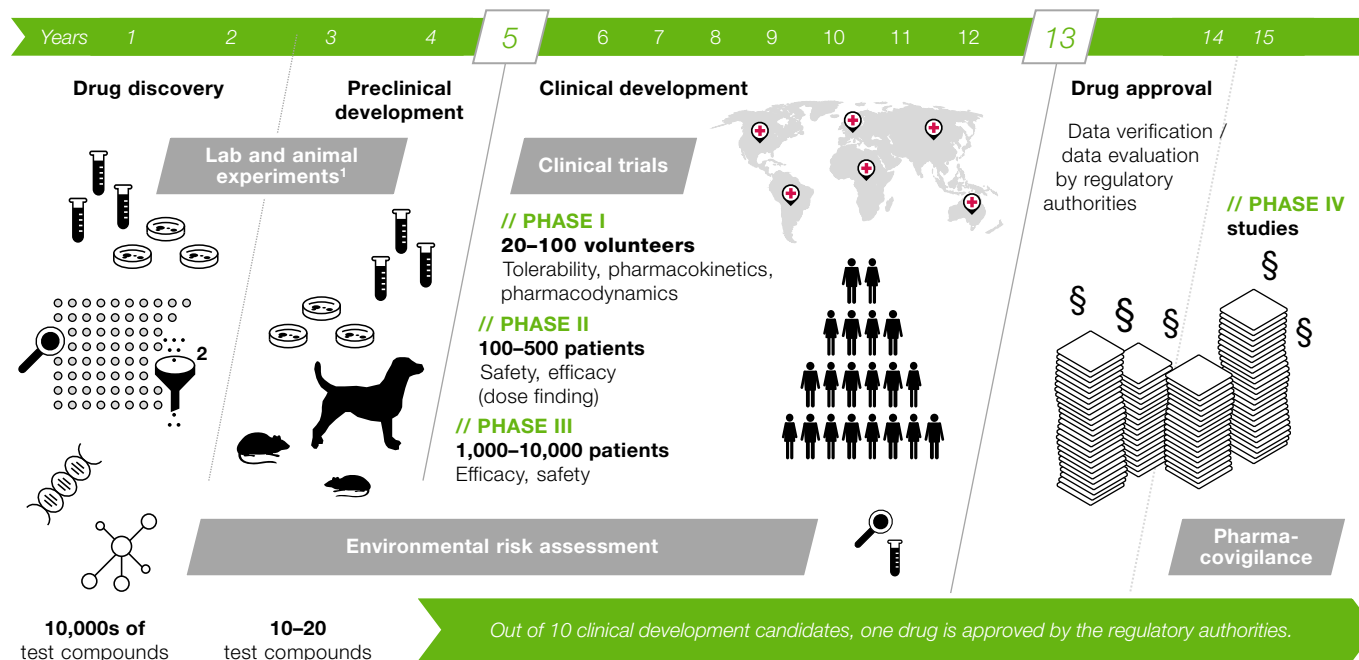 Years 1 2 3 4 5 6 7 8 9 10 11 12 13 14 15
Drug discovery
Preclinical
development
Clinical development
Drug approval
Lab and animal
experiments¹
Clinical trials
Data verification /
data evaluation
by regulatory
authorities
// PHASE I
20–100 volunteers
Tolerability, pharmacokinetics,
pharmacodynamics
// PHASE II
100–500 patients
Safety, efficacy
(dose finding)
// PHASE III
1,000–10,000 patients
Efficacy, safety
// PHASE IV
studies
2
§
§
§
§
§
Environmental risk assessment
Pharma-
covigilance
10,000s of
test compounds
10–20
test compounds
Out of 10 clinical development candidates, one drug is approved by the regulatory authorities.